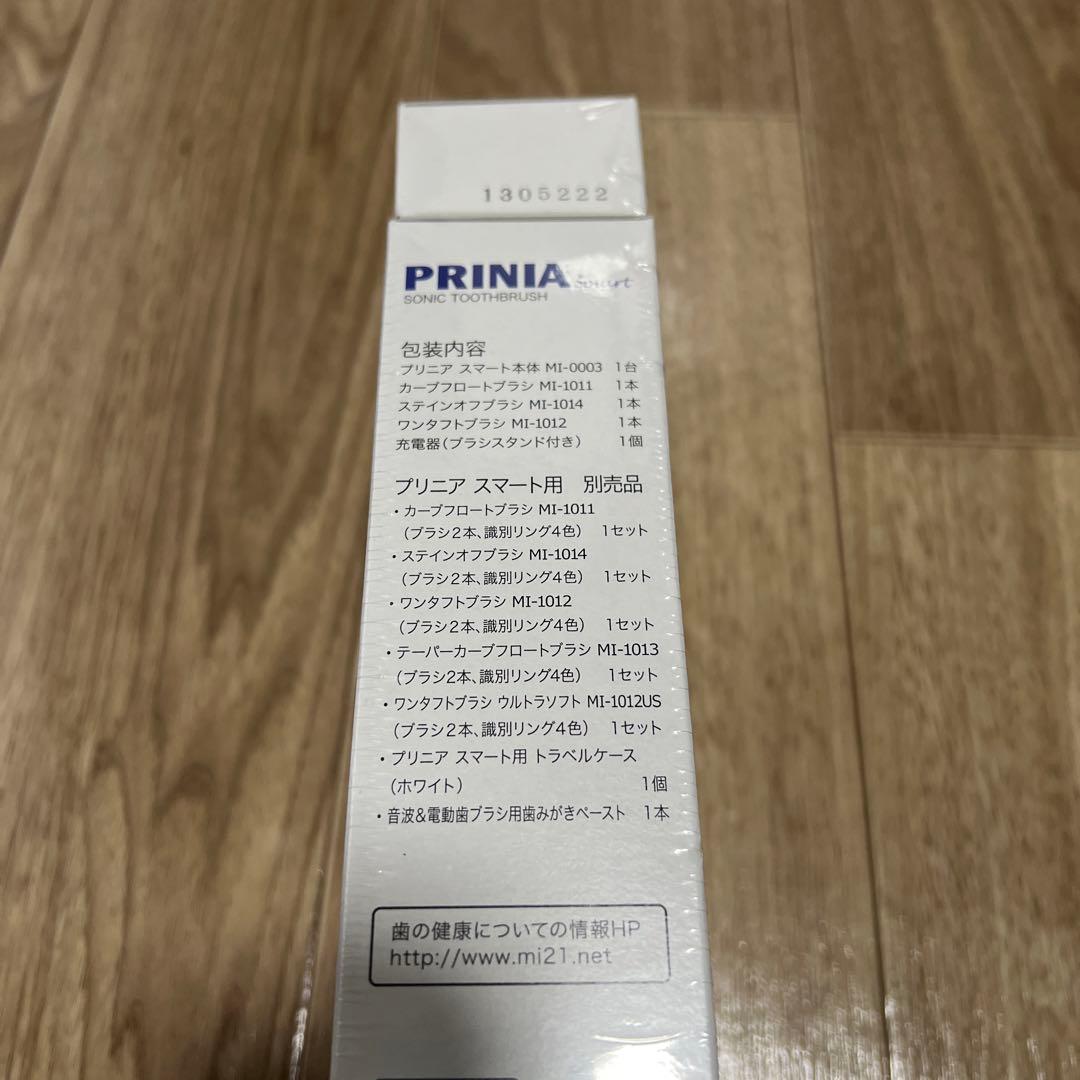 1305222
PRINIA smart
SONIC TOOTHBRUSH
包装内容
プリニア スマート本体 MI-0003 1台
カーブフロートブラシ MI-1011 1本
ステインオフブラシ MI-1014 1本
ワンタフトブラシ MI-1012 1本
充電器(ブラシスタンド付き) 1個
プリニア スマート用 別売品
・カーブフロートブラシ MI-1011
(ブラシ2本、識別リング4色) 1セット
・ステインオフブラシ MI-1014
(ブラシ2本、識別リング4色) 1セット
・ワンタフトブラシ MI-1012
(ブラシ2本、識別リング4色) 1セット
・テーパーカーブフロートブラシ MI-1013
(ブラシ2本、識別リング4色) 1セット
・ワンタフトブラシ ウルトラソフト MI-1012US
(ブラシ2本、識別リング4色) 1セット
・プリニア スマート用 トラベルケース
(ホワイト) 1個
・音波&電動歯ブラシ用歯みがきペースト 1本
歯の健康についての情報HP
http://www.mi21.net